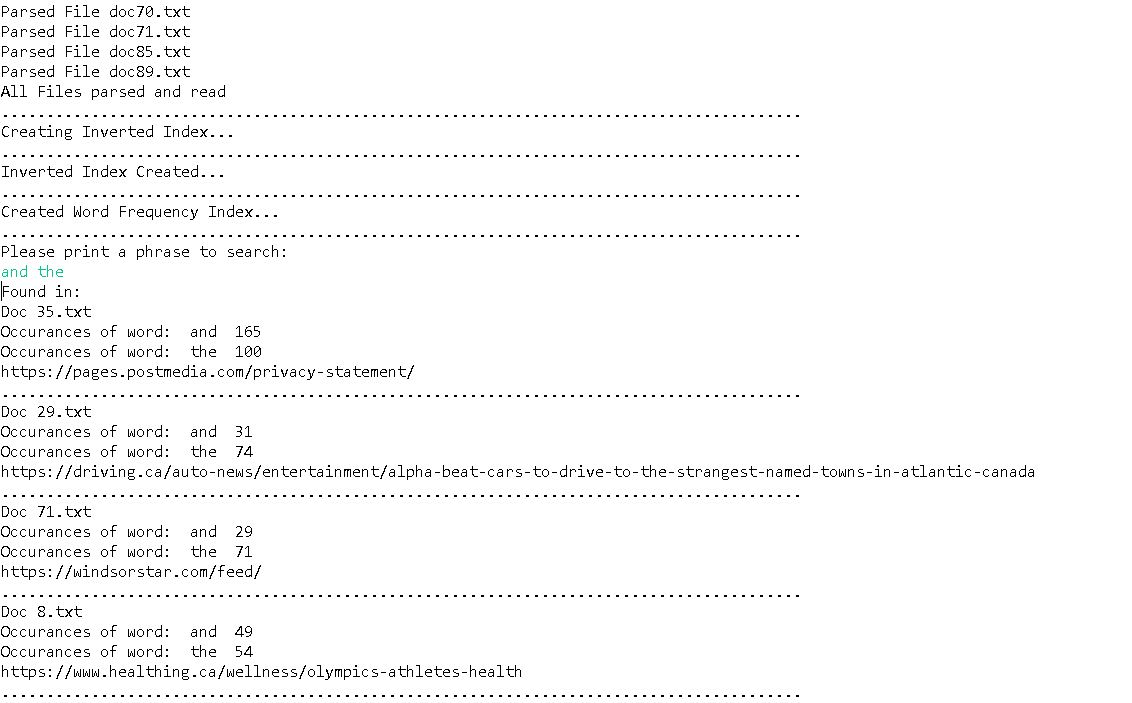 Parsed File doc70.txt
Parsed File doc71.txt
Parsed File doc85.txt
Parsed File doc89.txt
All Files parsed and read
.........................................................................................
Creating Inverted Index...
.........................................................................................
Inverted Index Created...
.........................................................................................
Created Word Frequency Index...
.........................................................................................
Please print a phrase to search:
and the
Found in:
Doc 35.txt
Occurances of word:  and  165
Occurances of word:  the  100
https://pages.postmedia.com/privacy-statement/
.........................................................................................
Doc 29.txt
Occurances of word:  and  31
Occurances of word:  the  74
https://driving.ca/auto-news/entertainment/alpha-beat-cars-to-drive-to-the-strangest-named-towns-in-atlantic-canada
.........................................................................................
Doc 71.txt
Occurances of word:  and  29
Occurances of word:  the  71
https://windsorstar.com/feed/
.........................................................................................
Doc 8.txt
Occurances of word:  and  49
Occurances of word:  the  54
https://www.healthing.ca/wellness/olympics-athletes-health
.........................................................................................